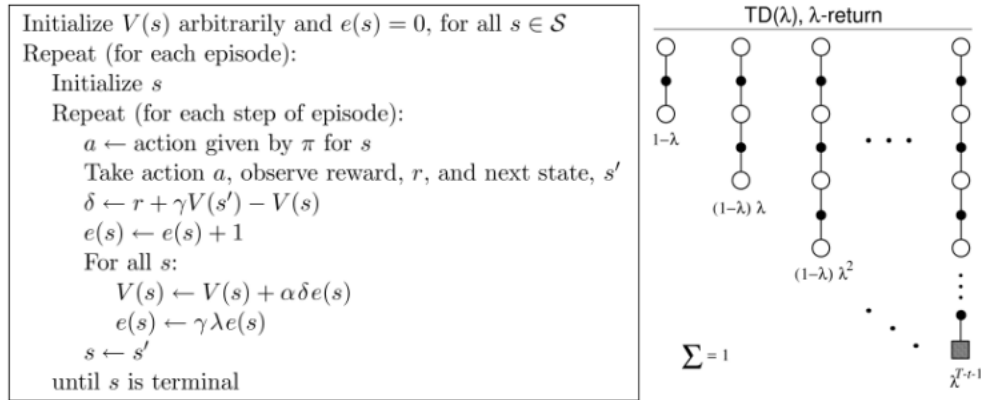 Initialize V(s) arbitrarily and e(s) = 0, for all s ∈ S
Repeat (for each episode):
Initialize s
Repeat (for each step of episode):
a ← action given by π for s
Take action a, observe reward, r, and next state, s′
δ ← r + γV(s′) − V(s)
e(s) ← e(s) + 1
For all s:
V(s) ← V(s) + αδe(s)
e(s) ← γλe(s)
s ← s′
until s is terminal
TD(λ), λ-return
1−λ
(1−λ) λ
(1−λ) λ²
∑ = 1
λᵀ⁻ᵗ⁻¹